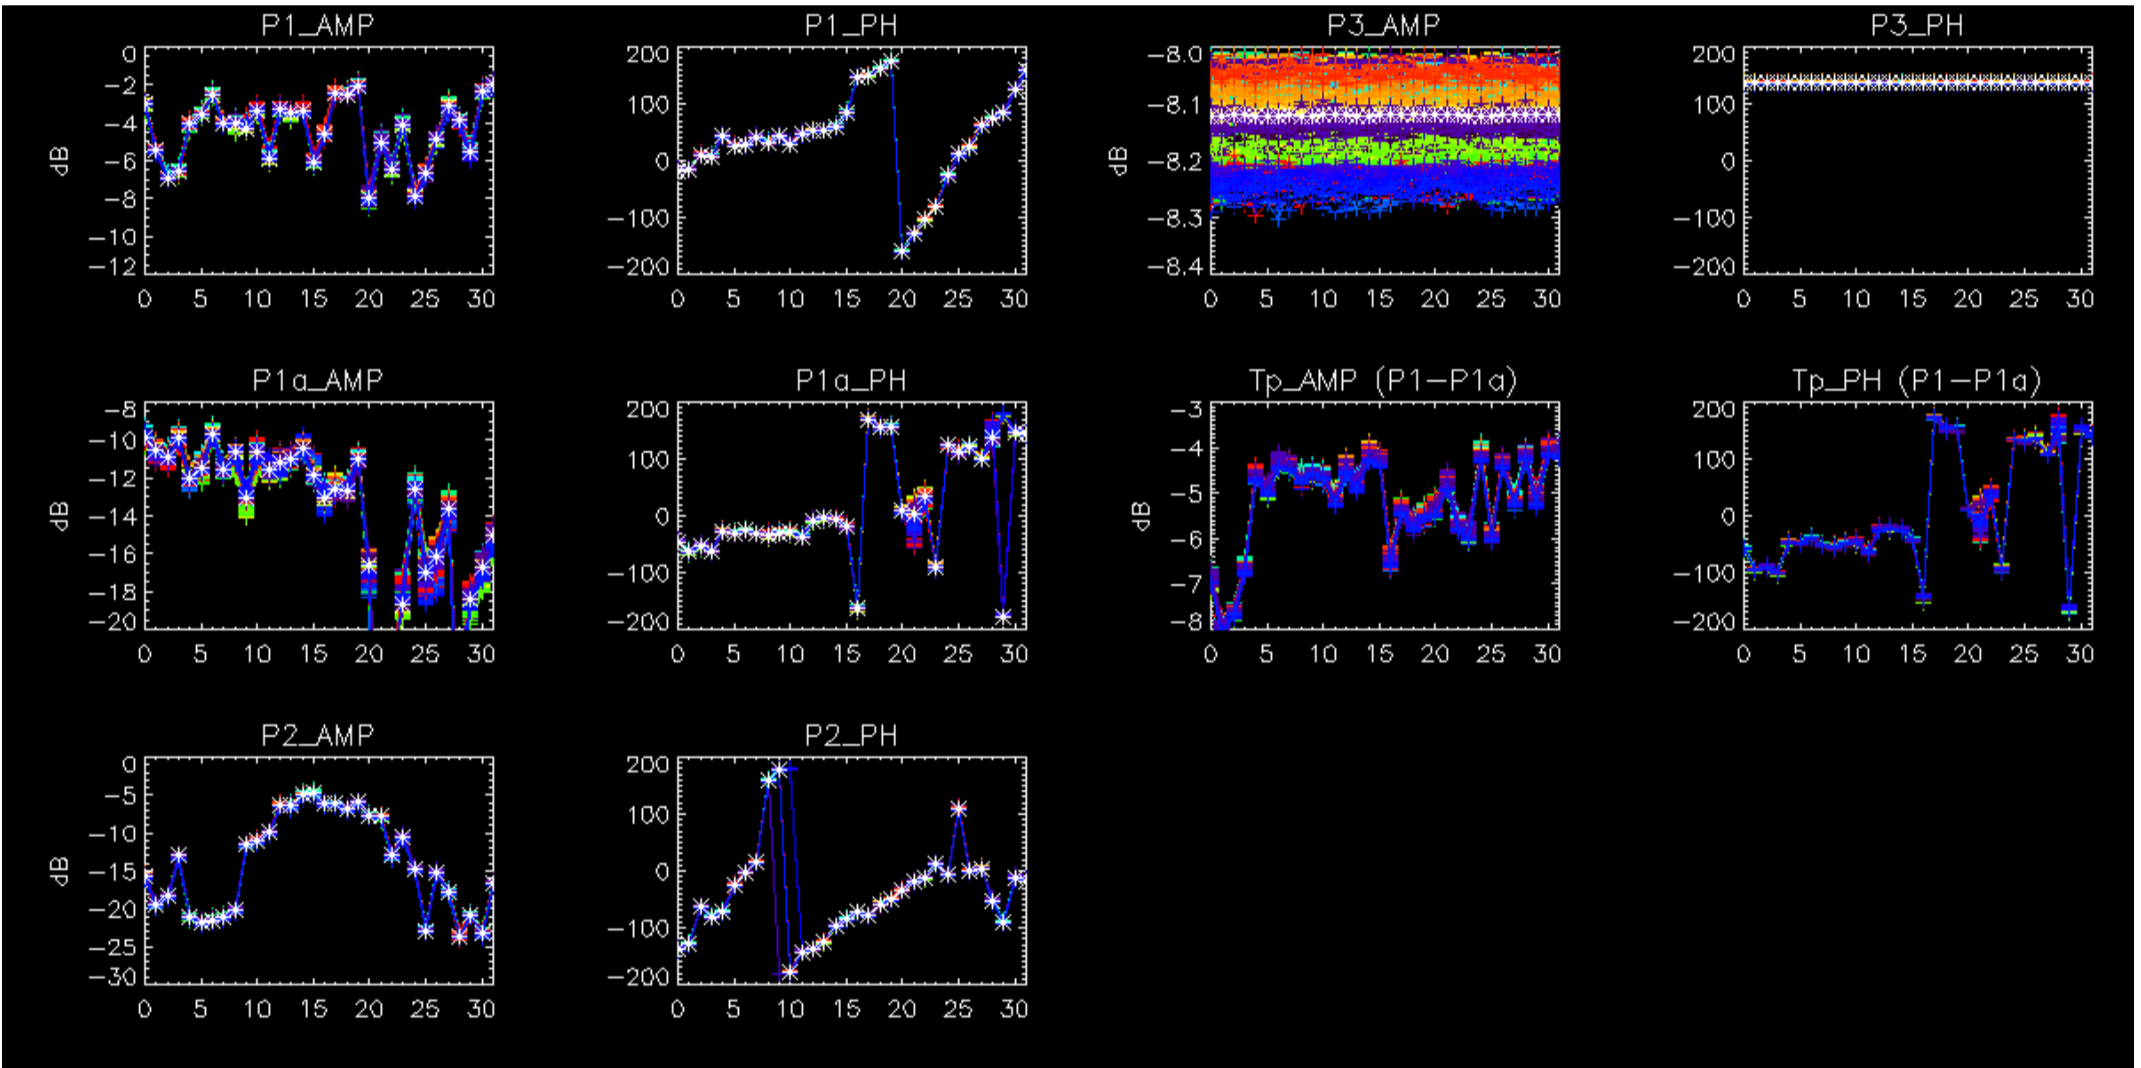 P1_AMP P1_PH P3_AMP P3_PH
0 200 -8.0 200
-2
100 -8.1 100
-4
dB -6 0 dB -8.2 0
-8
-100 -8.3 -100
-10
-12 -200 -8.4 -200
0 5 10 15 20 25 30 0 5 10 15 20 25 30 0 5 10 15 20 25 30 0 5 10 15 20 25 30
P1a_AMP P1a_PH Tp_AMP (P1-P1a) Tp_PH (P1-P1a)
-8 200 -3 200
-10
100 -4 100
-12
dB -14 0 dB -5 0
-16 -6
-100 -100
-18 -7
-20 -200 -8 -200
0 5 10 15 20 25 30 0 5 10 15 20 25 30 0 5 10 15 20 25 30 0 5 10 15 20 25 30
P2_AMP P2_PH
0 200
-5
100
-10
dB -15 0
-20
-100
-25
-30 -200
0 5 10 15 20 25 30 0 5 10 15 20 25 30